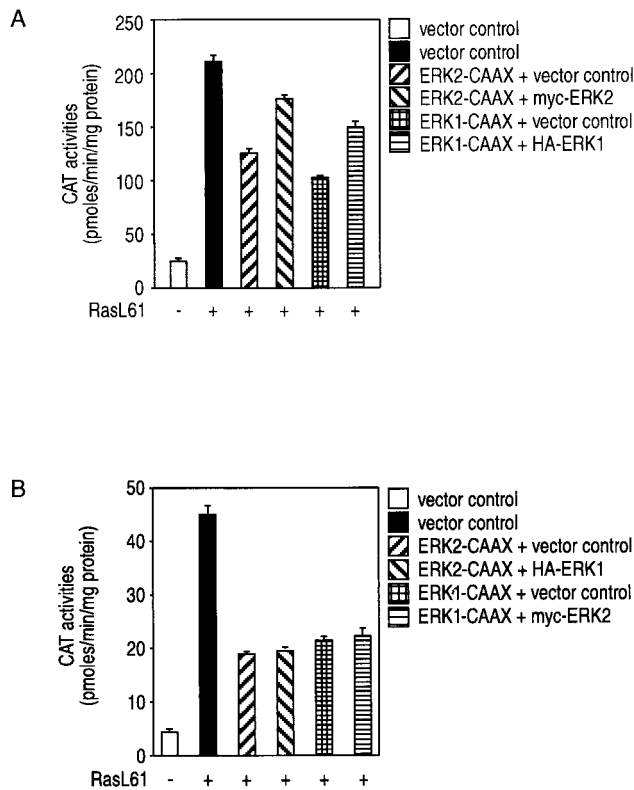 A
CAT activities
(pmoles/min/mg protein)
250
200
150
100
50
0
RasL61 - + + + + +
vector control
vector control
ERK2-CAAX + vector control
ERK2-CAAX + myc-ERK2
ERK1-CAAX + vector control
ERK1-CAAX + HA-ERK1
B
CAT activities
(pmoles/min/mg protein)
50
40
30
20
10
0
RasL61 - + + + + +
vector control
vector control
ERK2-CAAX + vector control
ERK2-CAAX + HA-ERK1
ERK1-CAAX + vector control
ERK1-CAAX + myc-ERK2